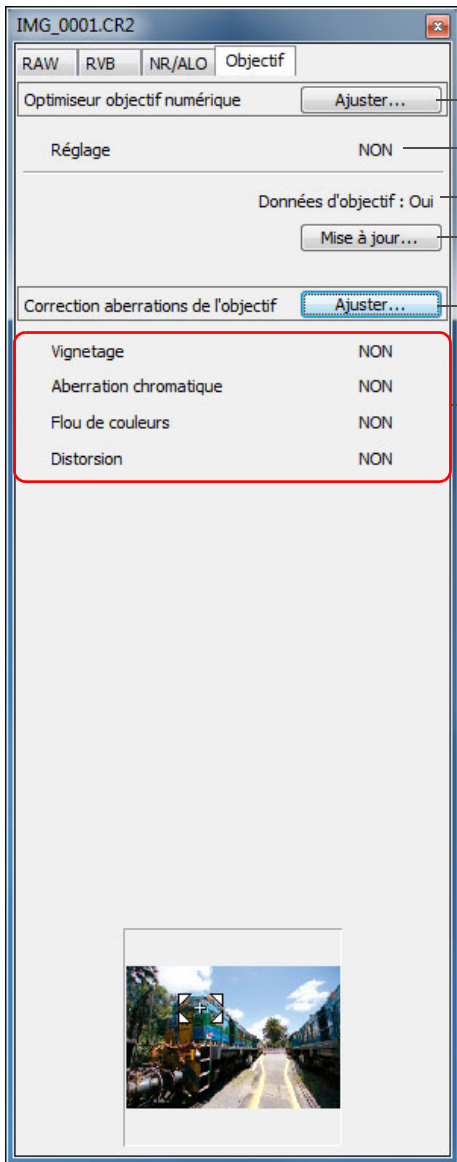 IMG_0001.CR2
RAW RVB NR/ALO Objectif
Optimiseur objectif numérique Ajuster...
Réglage NON
Données d'objectif : Oui
Mise à jour...
Correction aberrations de l'objectif Ajuster...
Vignetage NON
Aberration chromatique NON
Flou de couleurs NON
Distorsion NON